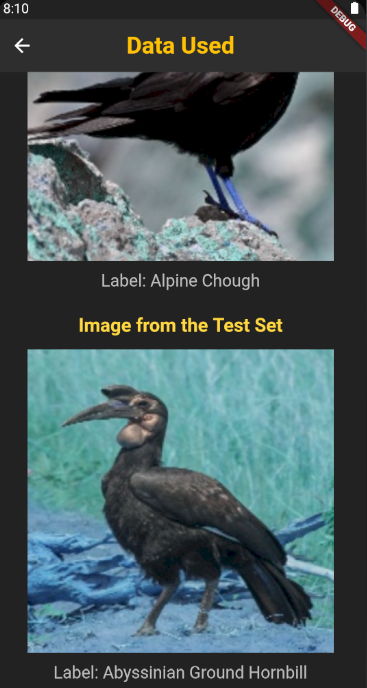 8:10
DEBUG
Data Used
Label: Alpine Chough
Image from the Test Set
Label: Abyssinian Ground Hornbill